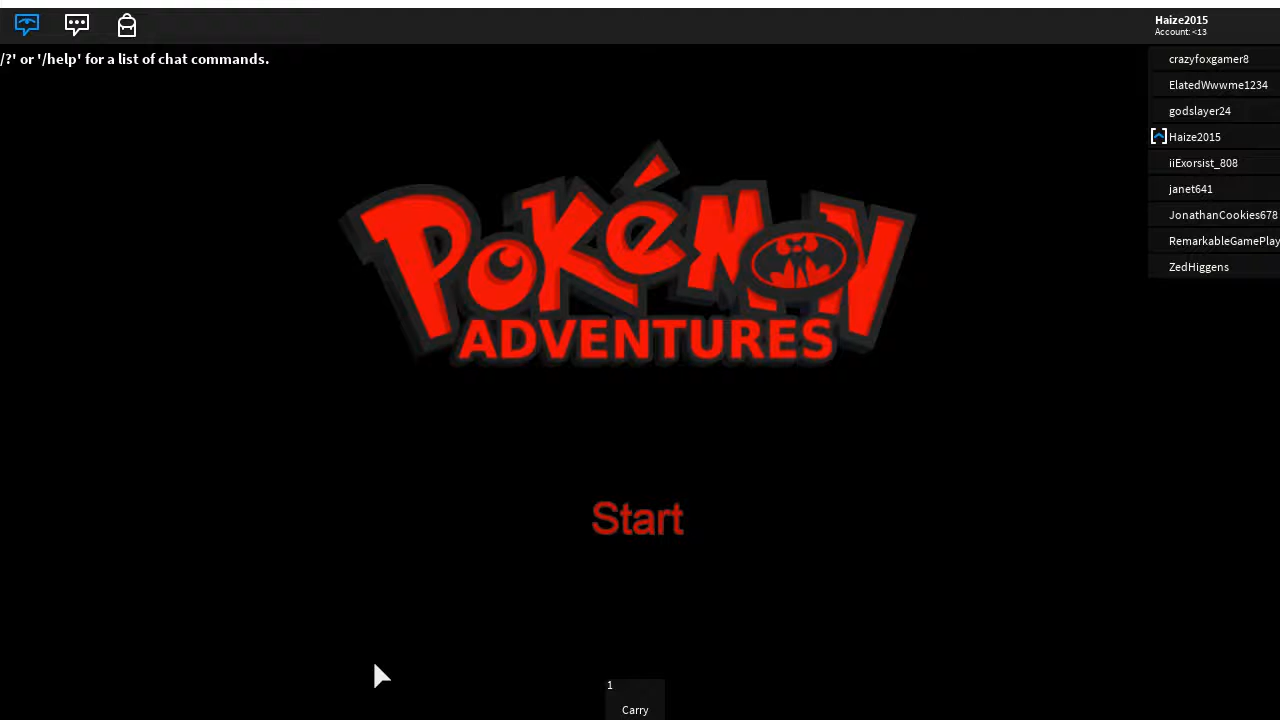 Haize2015
Account: <13
/?' or '/help' for a list of chat commands.
crazyfoxgamer8
ElatedWwwme1234
godslayer24
Haize2015
iiExorsist_808
janet641
JonathanCookies678
RemarkableGamePlay
ZedHiggens
POKéMON
ADVENTURES
Start
1
Carry